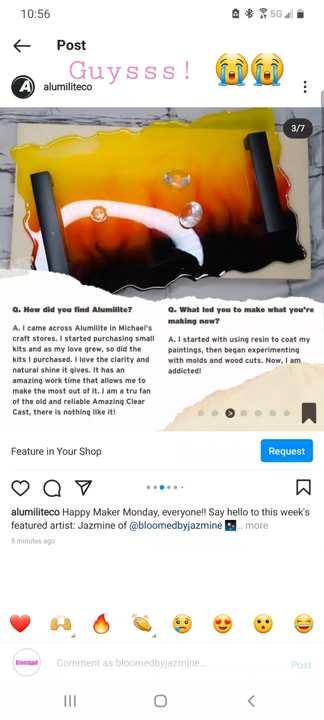 10:56
5G
Post
Guysss!
alumiliteco
3/7
Q. How did you find Alumilite?
A. I came across Alumilite in Michael's
craft stores. I started purchasing small
kits and as my love grew, so did the
kits I purchased. I love the clarity and
natural shine it gives. It has an
amazing work time that allows me to
make the most out of it. I am a tru fan
of the old and reliable Amazing Clear
Cast, there is nothing like it!
Q. What led you to make what you're
making now?
A. I started with using resin to coat my
paintings, then began experimenting
with molds and wood cuts. Now, I am
addicted!
Feature in Your Shop
Request
alumiliteco Happy Maker Monday, everyone!! Say hello to this week's
featured artist: Jazmine of @bloomedbyjazmine 🌃... more
5 minutes ago
Bloomed
Comment as bloomedbyjazmine...
Post